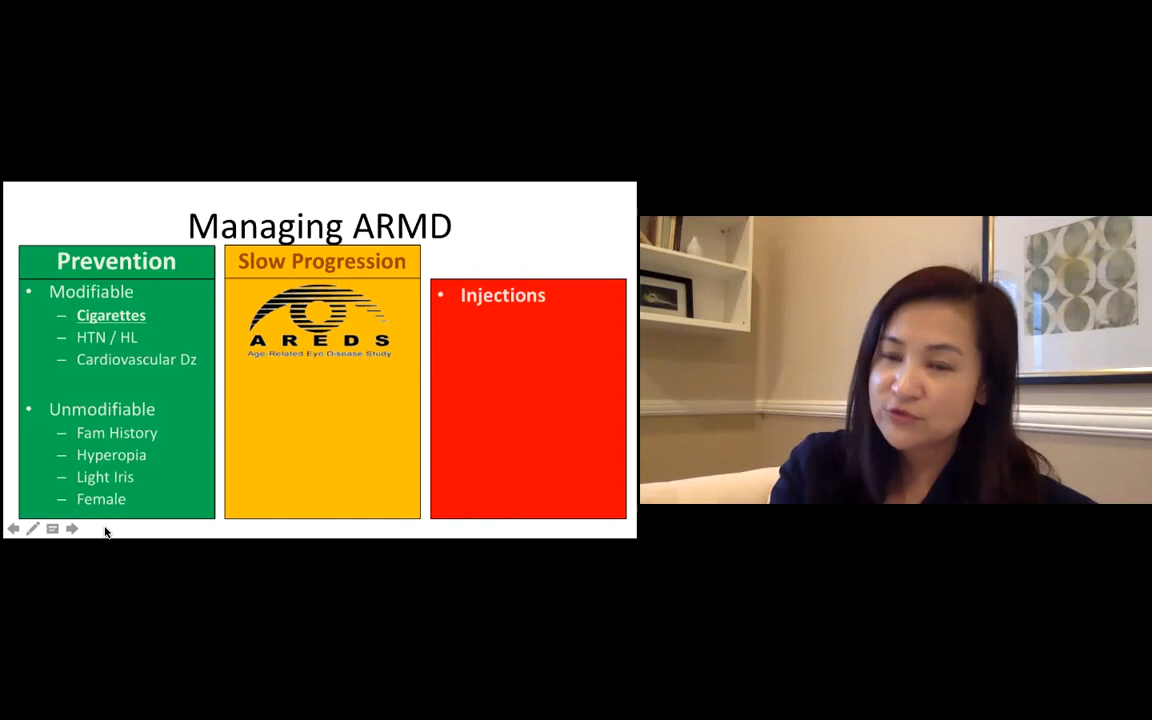 Managing ARMD
Prevention
• Modifiable
– Cigarettes
– HTN / HL
– Cardiovascular Dz
• Unmodifiable
– Fam History
– Hyperopia
– Light Iris
– Female
Slow Progression
AREDS
Age-Related Eye Disease Study
• Injections